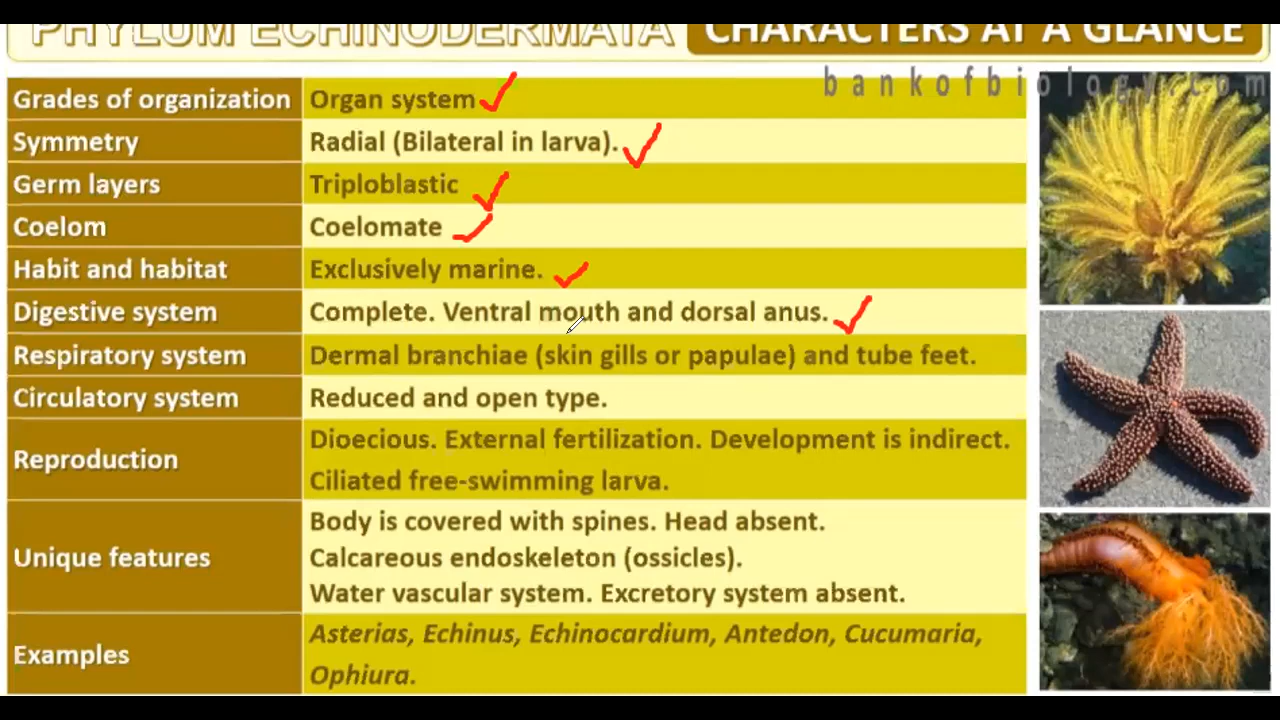 PHYLUM ECHINODERMATA CHARACTERS AT A GLANCE
bankofbiology.com
Grades of organization Organ system
Symmetry Radial (Bilateral in larva).
Germ layers Triploblastic
Coelom Coelomate
Habit and habitat Exclusively marine.
Digestive system Complete. Ventral mouth and dorsal anus.
Respiratory system Dermal branchiae (skin gills or papulae) and tube feet.
Circulatory system Reduced and open type.
Reproduction Dioecious. External fertilization. Development is indirect.
Ciliated free-swimming larva.
Unique features Body is covered with spines. Head absent.
Calcareous endoskeleton (ossicles).
Water vascular system. Excretory system absent.
Examples Asterias, Echinus, Echinocardium, Antedon, Cucumaria,
Ophiura.